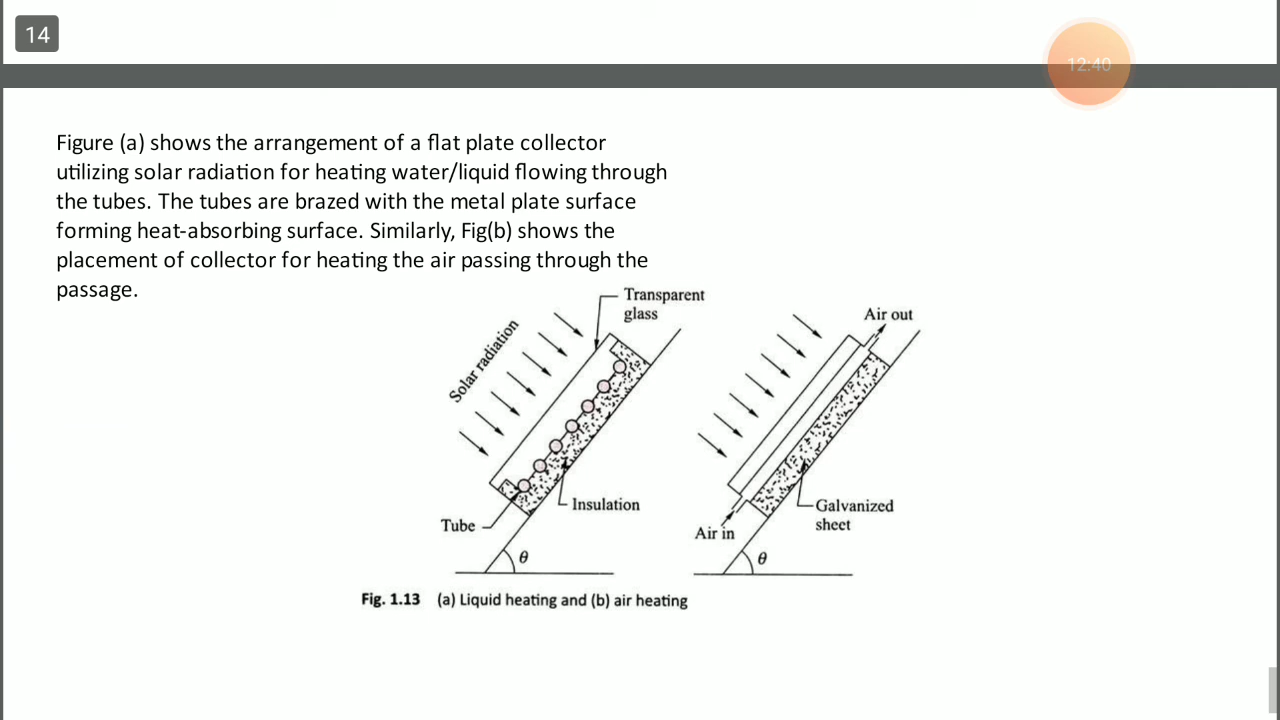 14
12:40
Figure (a) shows the arrangement of a flat plate collector
utilizing solar radiation for heating water/liquid flowing through
the tubes. The tubes are brazed with the metal plate surface
forming heat-absorbing surface. Similarly, Fig(b) shows the
placement of collector for heating the air passing through the
passage.
Transparent
glass
Solar radiation
Insulation
Tube
θ
Air out
Galvanized
sheet
Air in
θ
Fig. 1.13 (a) Liquid heating and (b) air heating